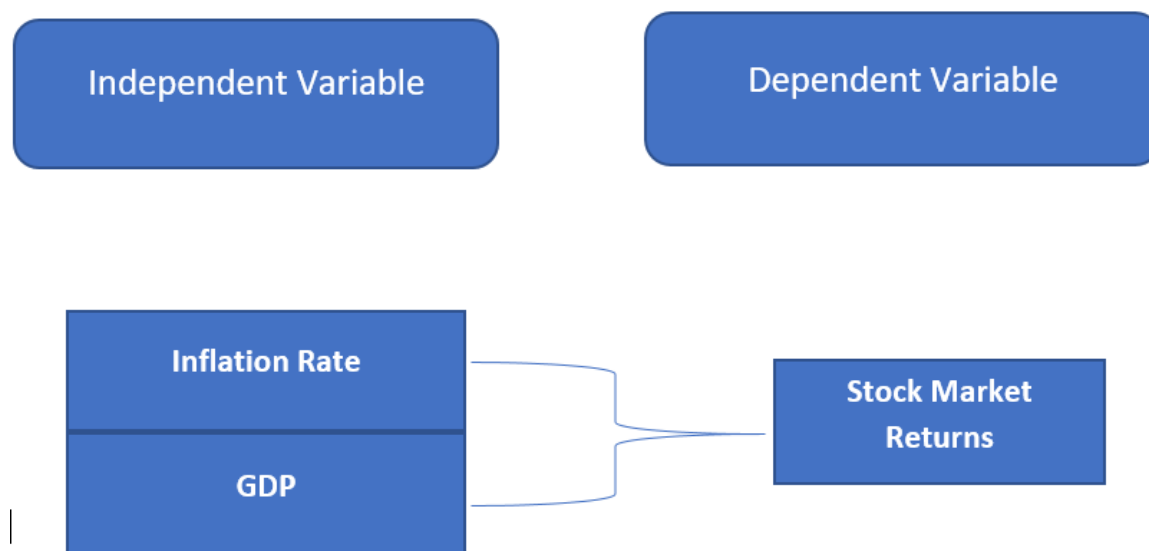 Independent Variable
Dependent Variable
Inflation Rate
GDP
Stock Market
Returns